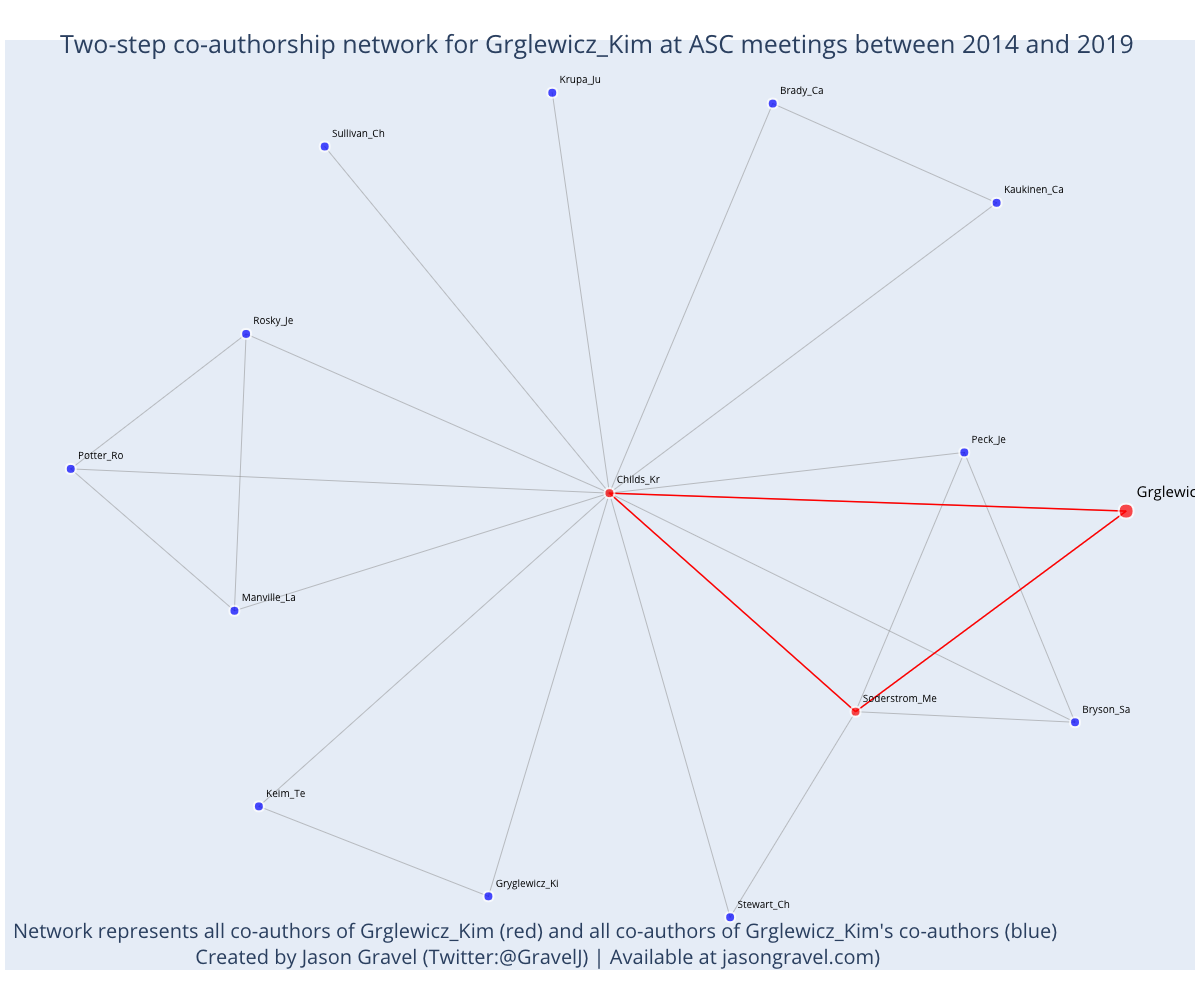 Two-step co-authorship network for Grglewicz_Kim at ASC meetings between 2014 and 2019
Krupa_Ju
Brady_Ca
Sullivan_Ch
Kaukinen_Ca
Rosky_Je
Peck_Je
Potter_Ro
Childs_Kr
Grglewic
Manville_La
Soderstrom_Me
Bryson_Sa
Keim_Te
Gryglewicz_Ki
Stewart_Ch
Network represents all co-authors of Grglewicz_Kim (red) and all co-authors of Grglewicz_Kim's co-authors (blue)
Created by Jason Gravel (Twitter:@GravelJ) | Available at jasongravel.com)